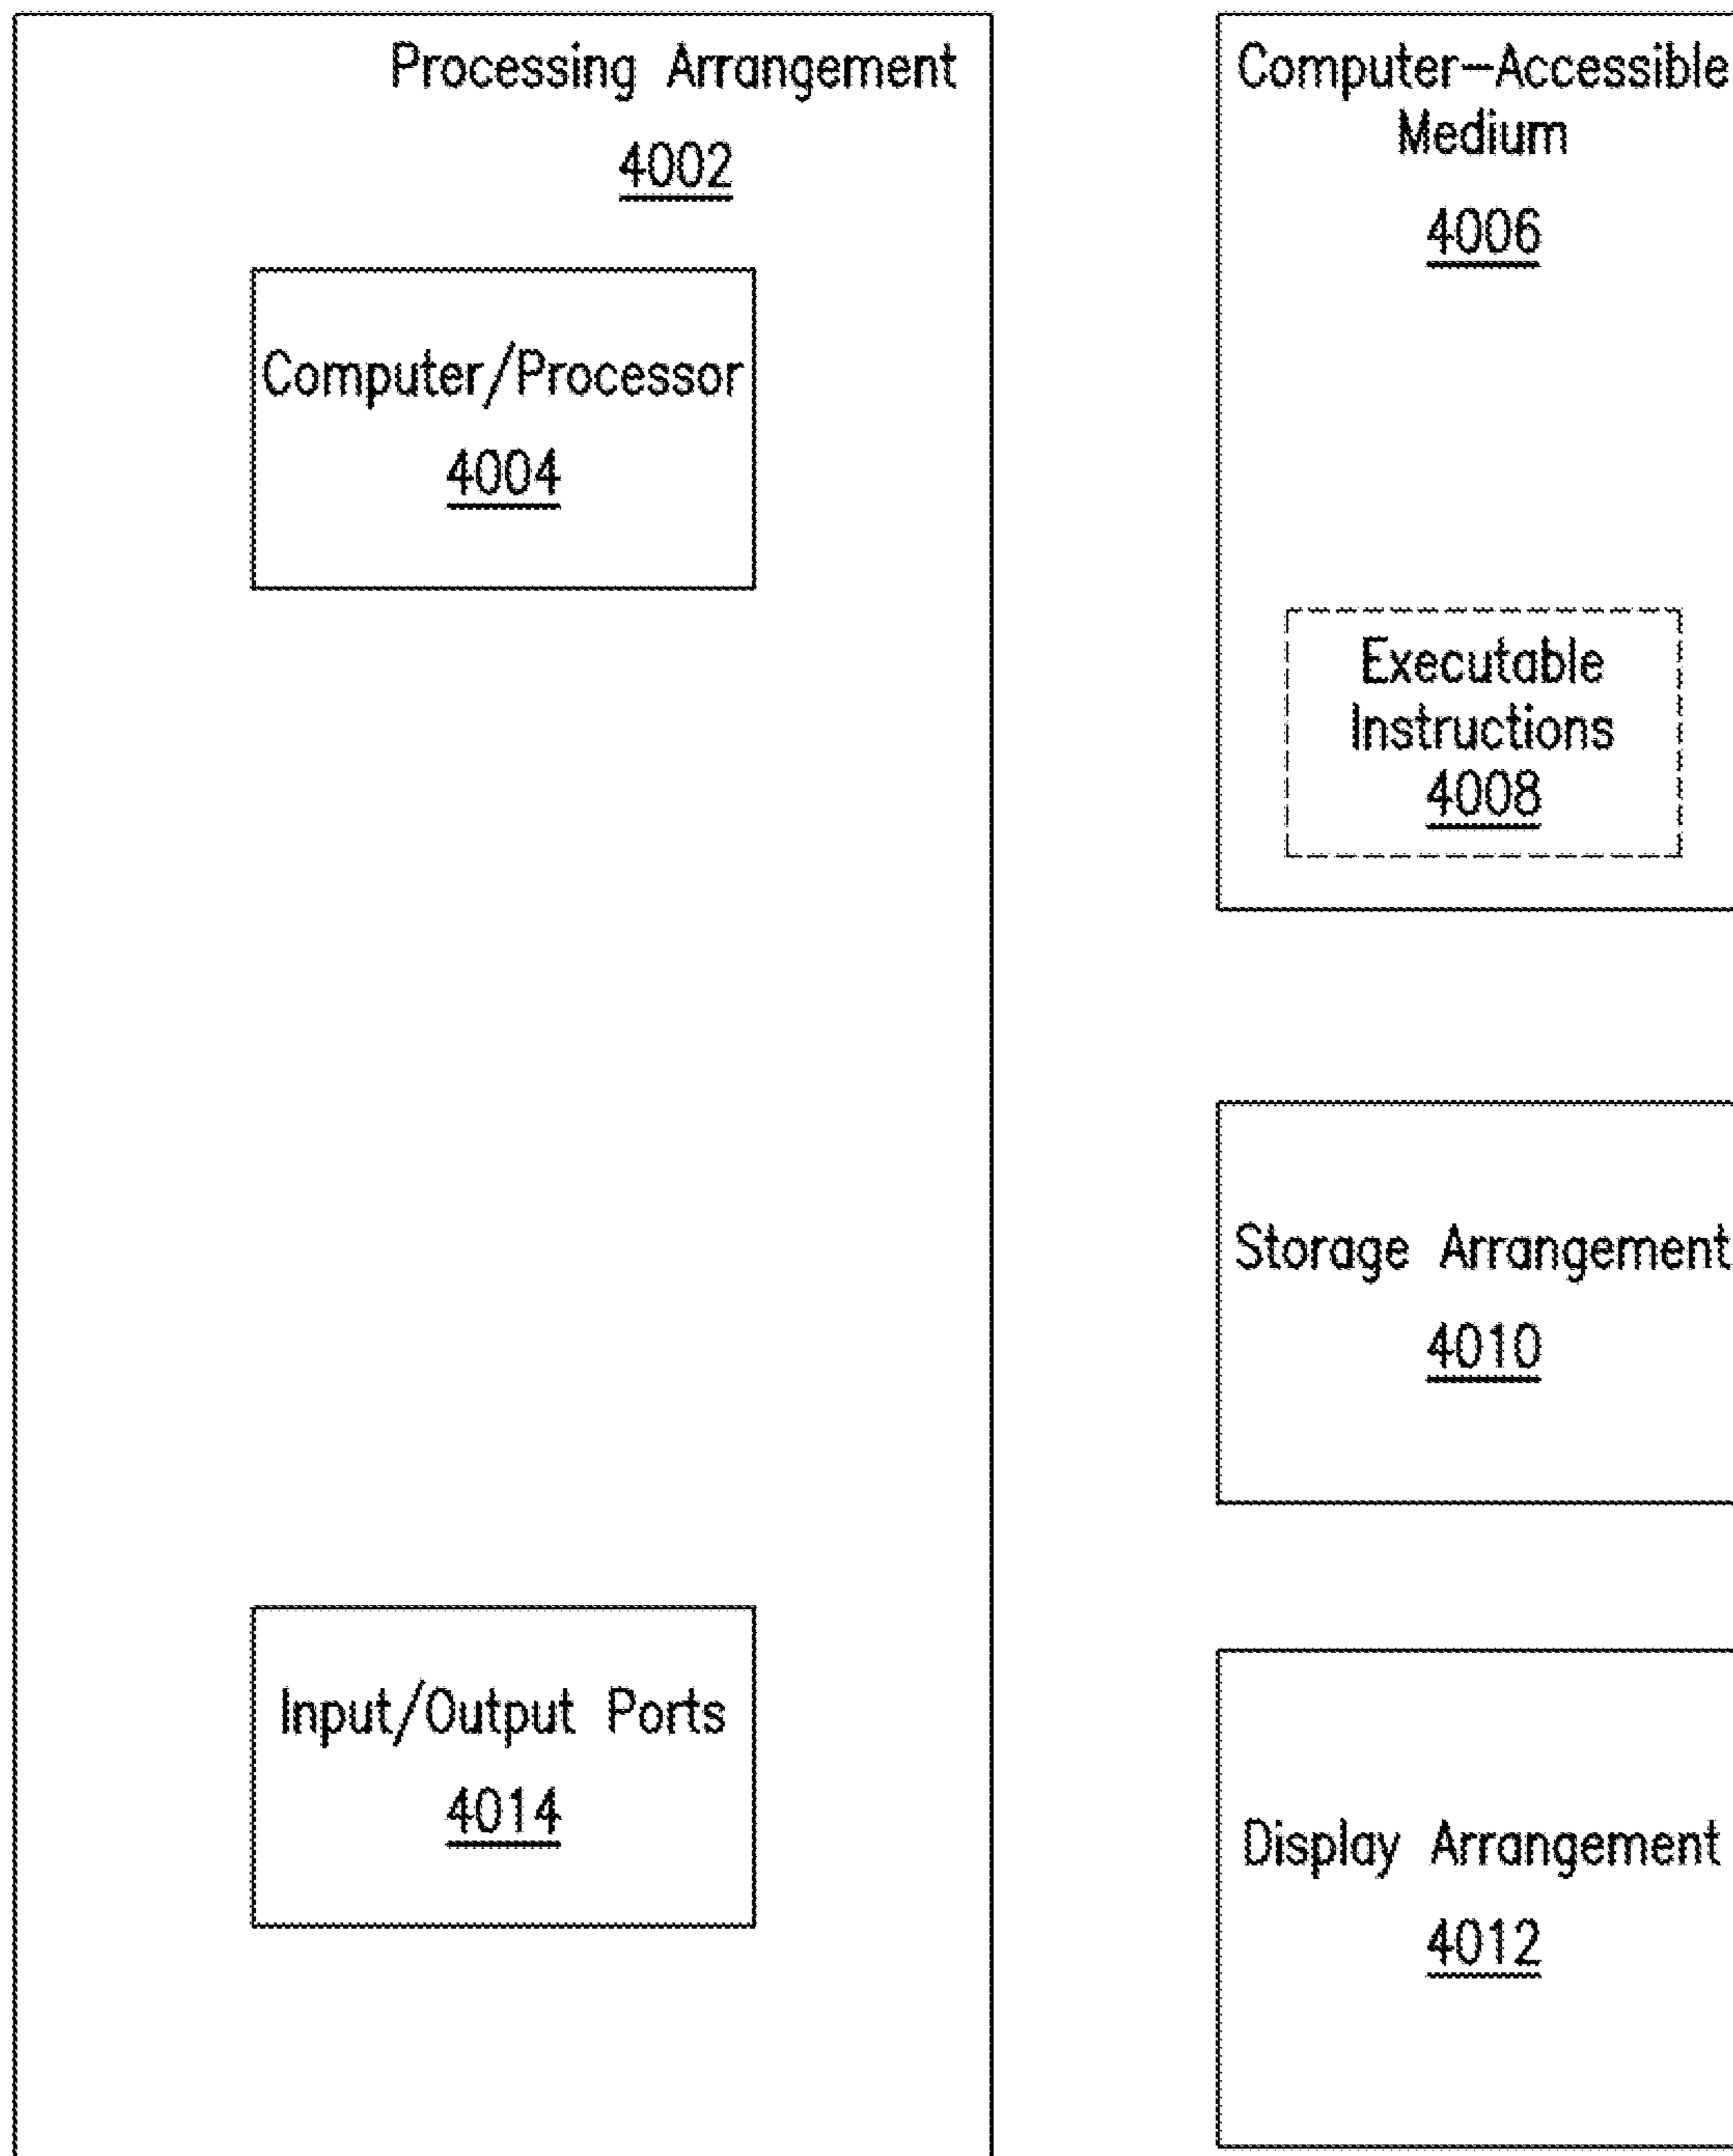 Processing Arrangement
4002
Computer/Processor
4004
Input/Output Ports
4014
Computer-Accessible
Medium
4006
Executable
Instructions
4008
Storage Arrangement
4010
Display Arrangement
4012